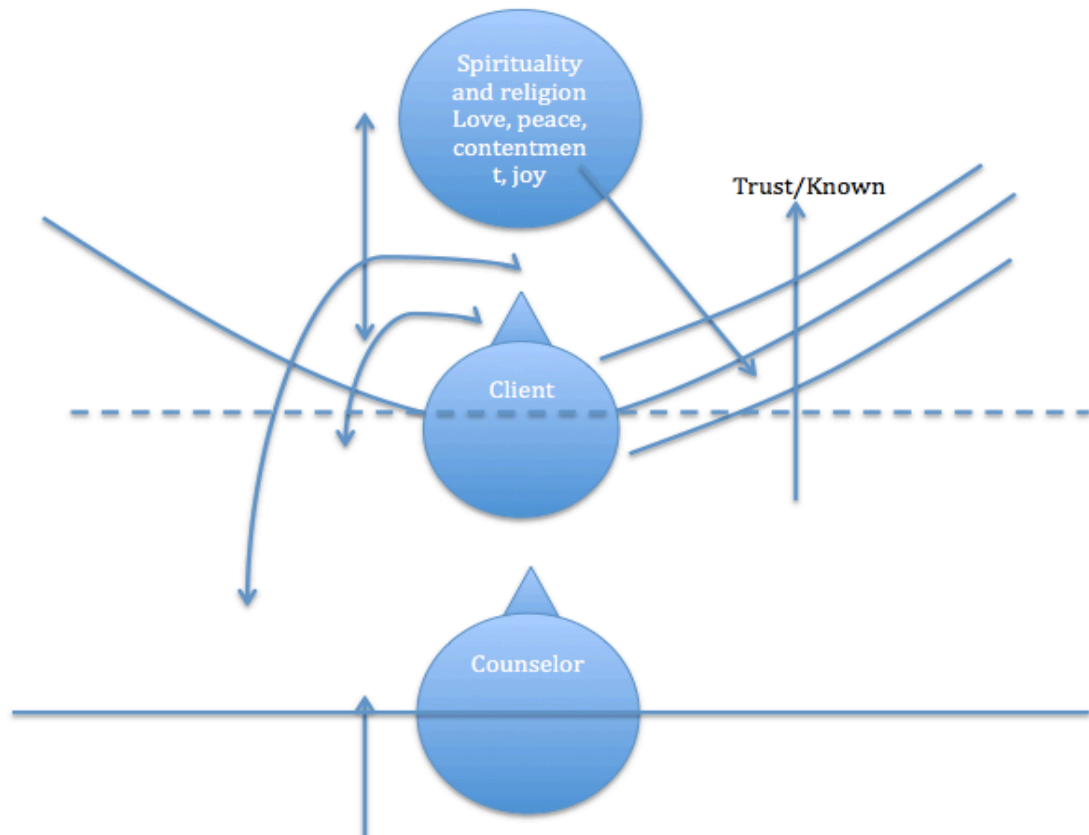 Spirituality
and religion
Love, peace,
contentmen
t, joy
Trust/Known
Client
Counselor